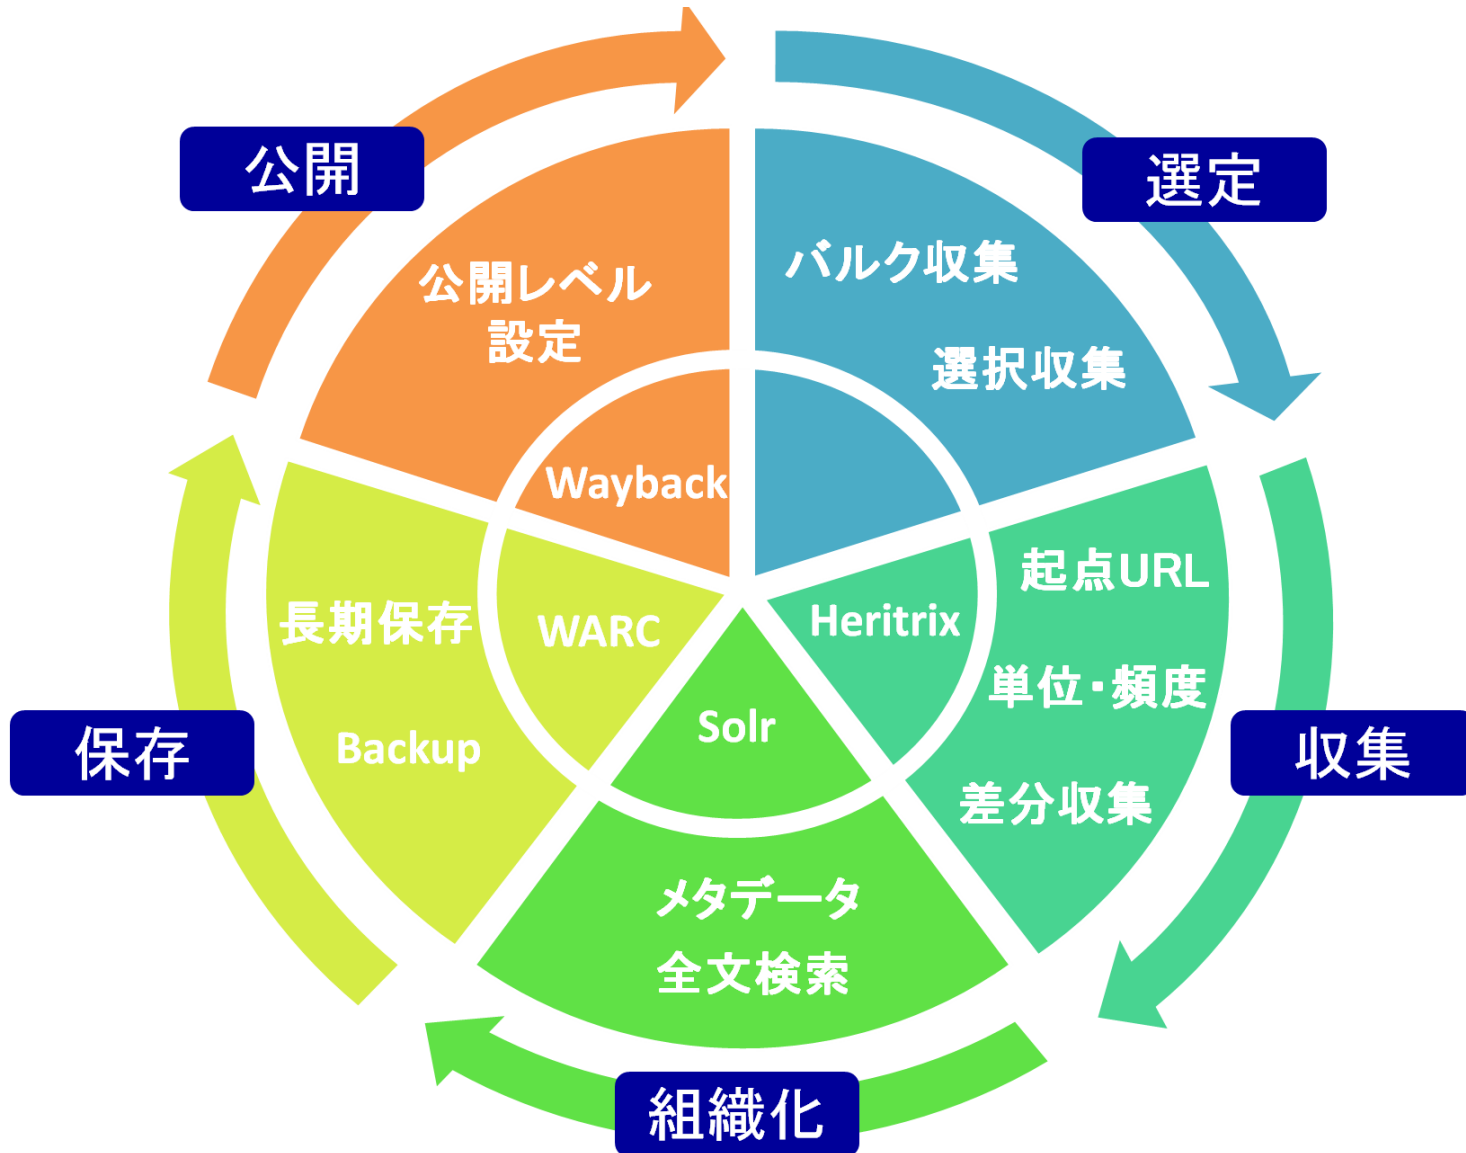 選定
バルク収集
選択収集
収集
起点URL
単位・頻度
差分収集
Heritrix
組織化
メタデータ
全文検索
Solr
保存
長期保存
Backup
WARC
公開
公開レベル
設定
Wayback